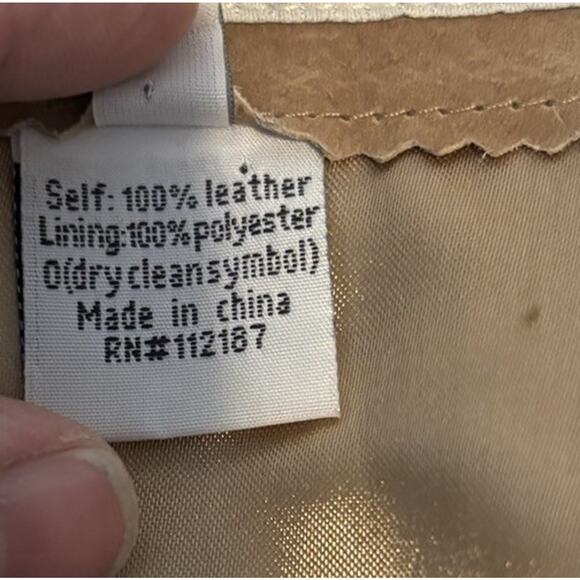 Self: 100% leather
Lining:100%polyester
O(drycleansymbol)
Made in china
RN#112187